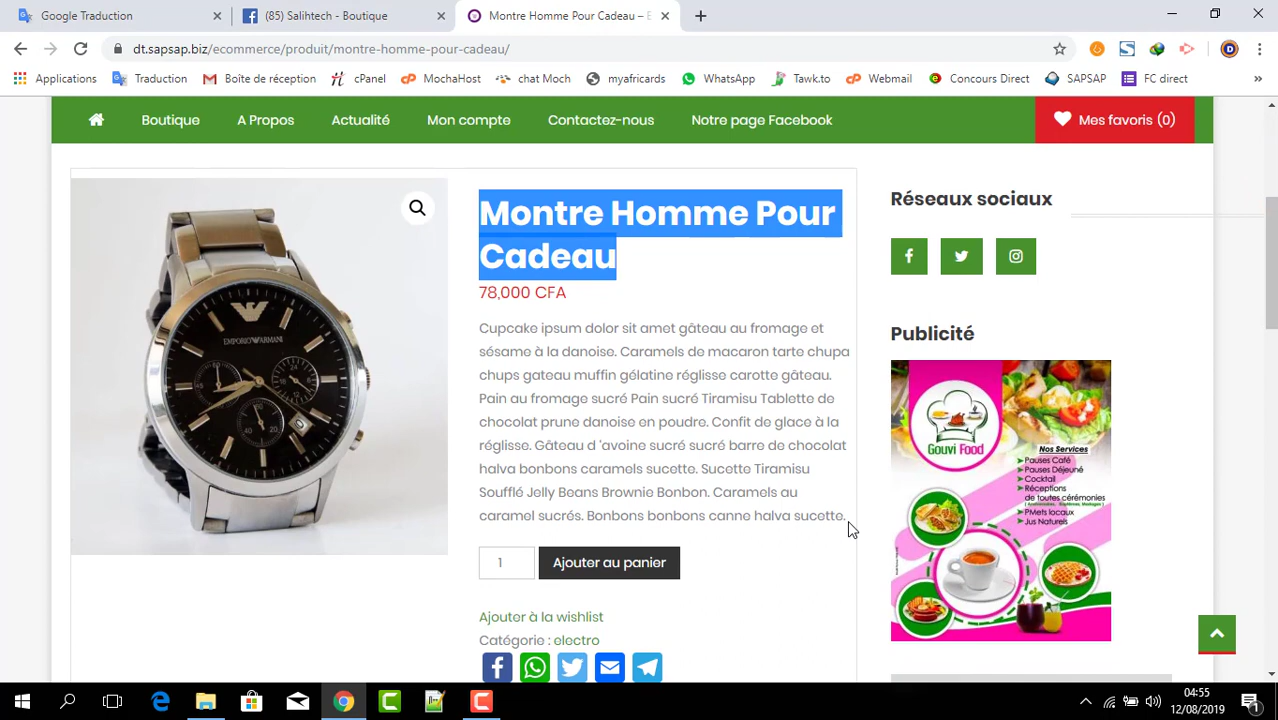 Google Traduction
(85) Salihtech - Boutique
Montre Homme Pour Cadeau – E
dt.sapsap.biz/ecommerce/produit/montre-homme-pour-cadeau/
Applications
Traduction
Boîte de réception
cPanel
MochaHost
chat Moch
myafricards
WhatsApp
Tawk.to
Webmail
Concours Direct
SAPSAP
FC direct
Boutique
A Propos
Actualité
Mon compte
Contactez-nous
Notre page Facebook
Mes favoris (0)
EMPORIO ARMANI
Montre Homme Pour
Cadeau
78,000 CFA
Cupcake ipsum dolor sit amet gâteau au fromage et
sésame à la danoise. Caramels de macaron tarte chupa
chups gateau muffin gélatine réglisse carotte gâteau.
Pain au fromage sucré Pain sucré Tiramisu Tablette de
chocolat prune danoise en poudre. Confit de glace à la
réglisse. Gâteau d 'avoine sucré sucré barre de chocolat
halva bonbons caramels sucette. Sucette Tiramisu
Soufflé Jelly Beans Brownie Bonbon. Caramels au
caramel sucrés. Bonbons bonbons canne halva sucette.
1
Ajouter au panier
Ajouter à la wishlist
Catégorie : electro
Réseaux sociaux
Publicité
Gouvi Food
Nos Services
Pauses Café
Pauses Déjeuné
Cocktail
Réceptions
de toutes cérémonies
PMets locaux
Jus Naturels
04:55
12/08/2019